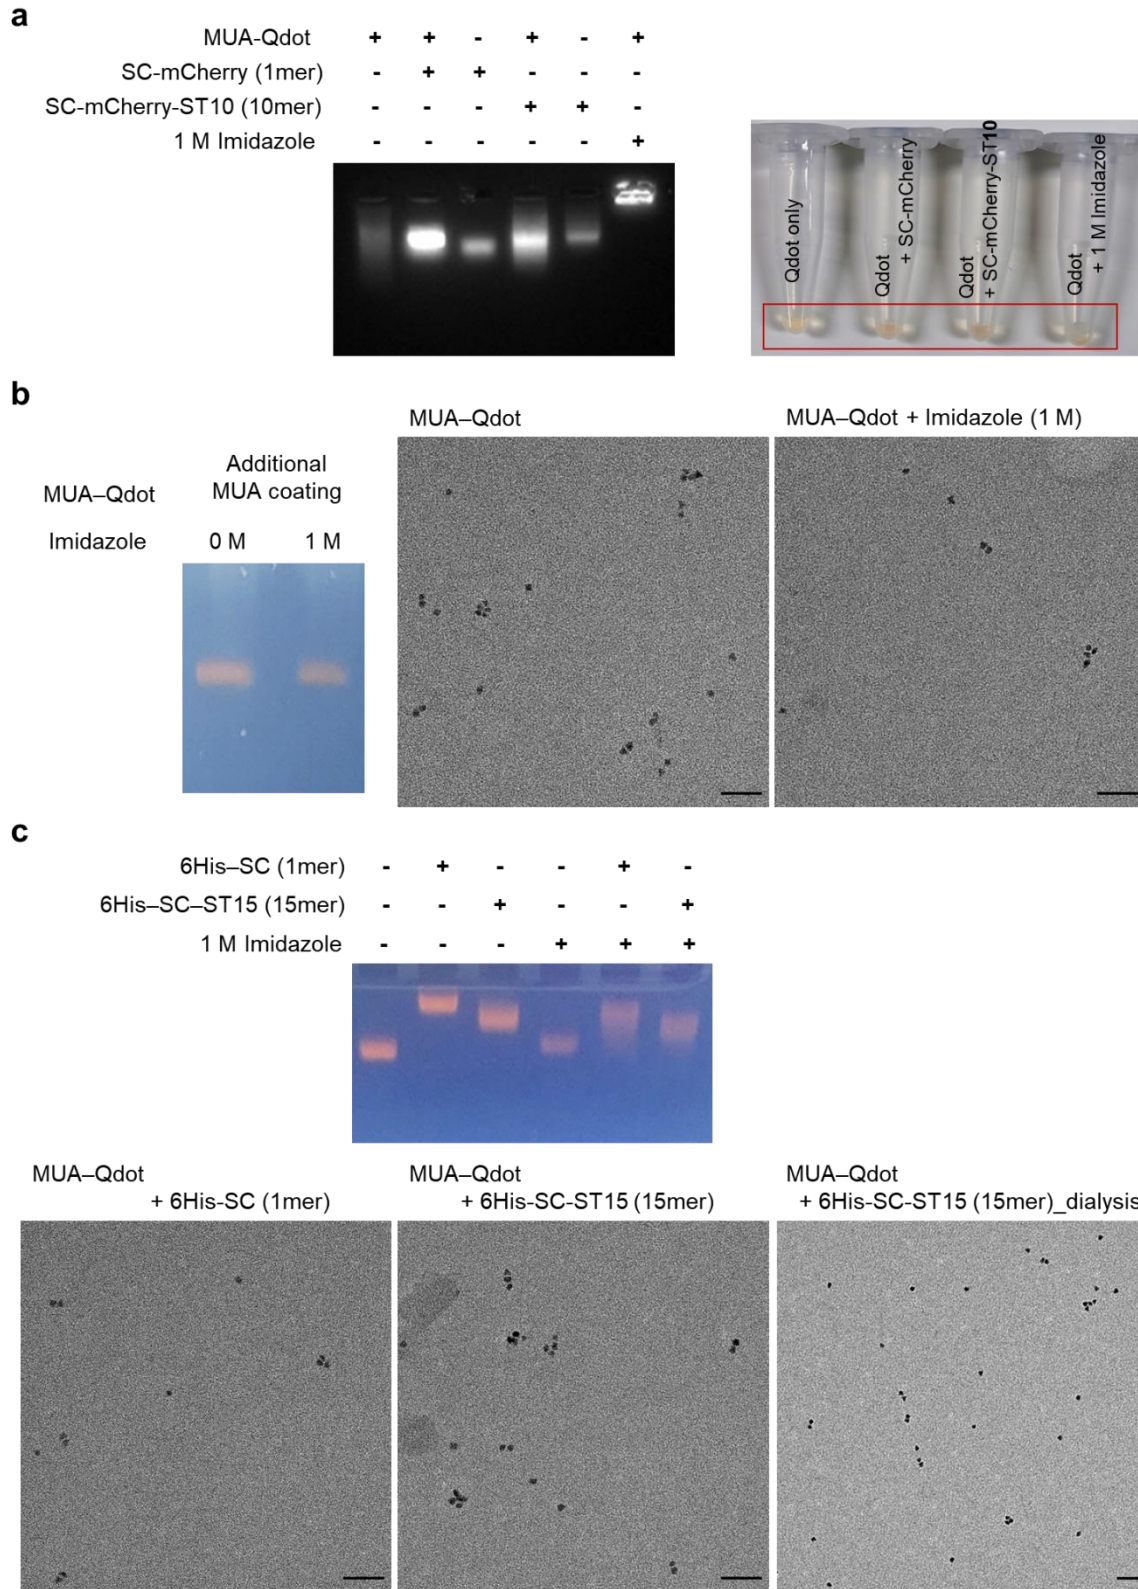 a
MUA-Qdot + + - + - +
SC-mCherry (1mer) - + + - - -
SC-mCherry-ST10 (10mer) - - - + + -
1 M Imidazole - - - - - +
Qdot only
Qdot
+ SC-mCherry
Qdot
+ SC-mCherry-ST10
Qdot
+ 1 M Imidazole
b
MUA–Qdot
Additional
MUA coating
Imidazole 0 M 1 M
MUA–Qdot
MUA–Qdot + Imidazole (1 M)
c
6His–SC (1mer) - + - - + -
6His–SC–ST15 (15mer) - - + - - +
1 M Imidazole - - - + + +
MUA–Qdot
+ 6His-SC (1mer)
MUA–Qdot
+ 6His-SC-ST15 (15mer)
MUA–Qdot
+ 6His-SC-ST15 (15mer)_dialysis